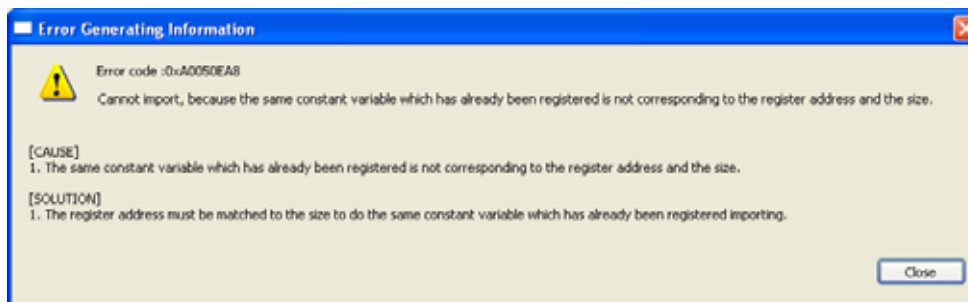 Error Generating Information
Error code :0xA0050EA8
Cannot import, because the same constant variable which has already been registered is not corresponding to the register address and the size.
[CAUSE]
1. The same constant variable which has already been registered is not corresponding to the register address and the size.
[SOLUTION]
1. The register address must be matched to the size to do the same constant variable which has already been registered importing.
Close